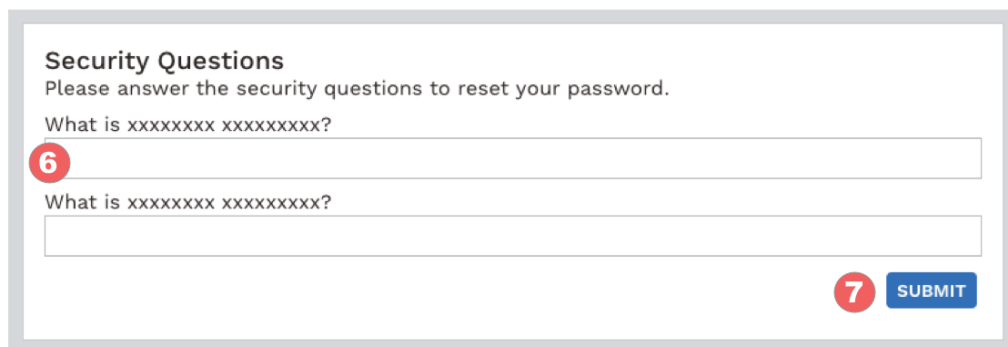 Security Questions
Please answer the security questions to reset your password.
What is xxxxxxxx xxxxxxxxx?
6
What is xxxxxxxx xxxxxxxxx?
7 SUBMIT